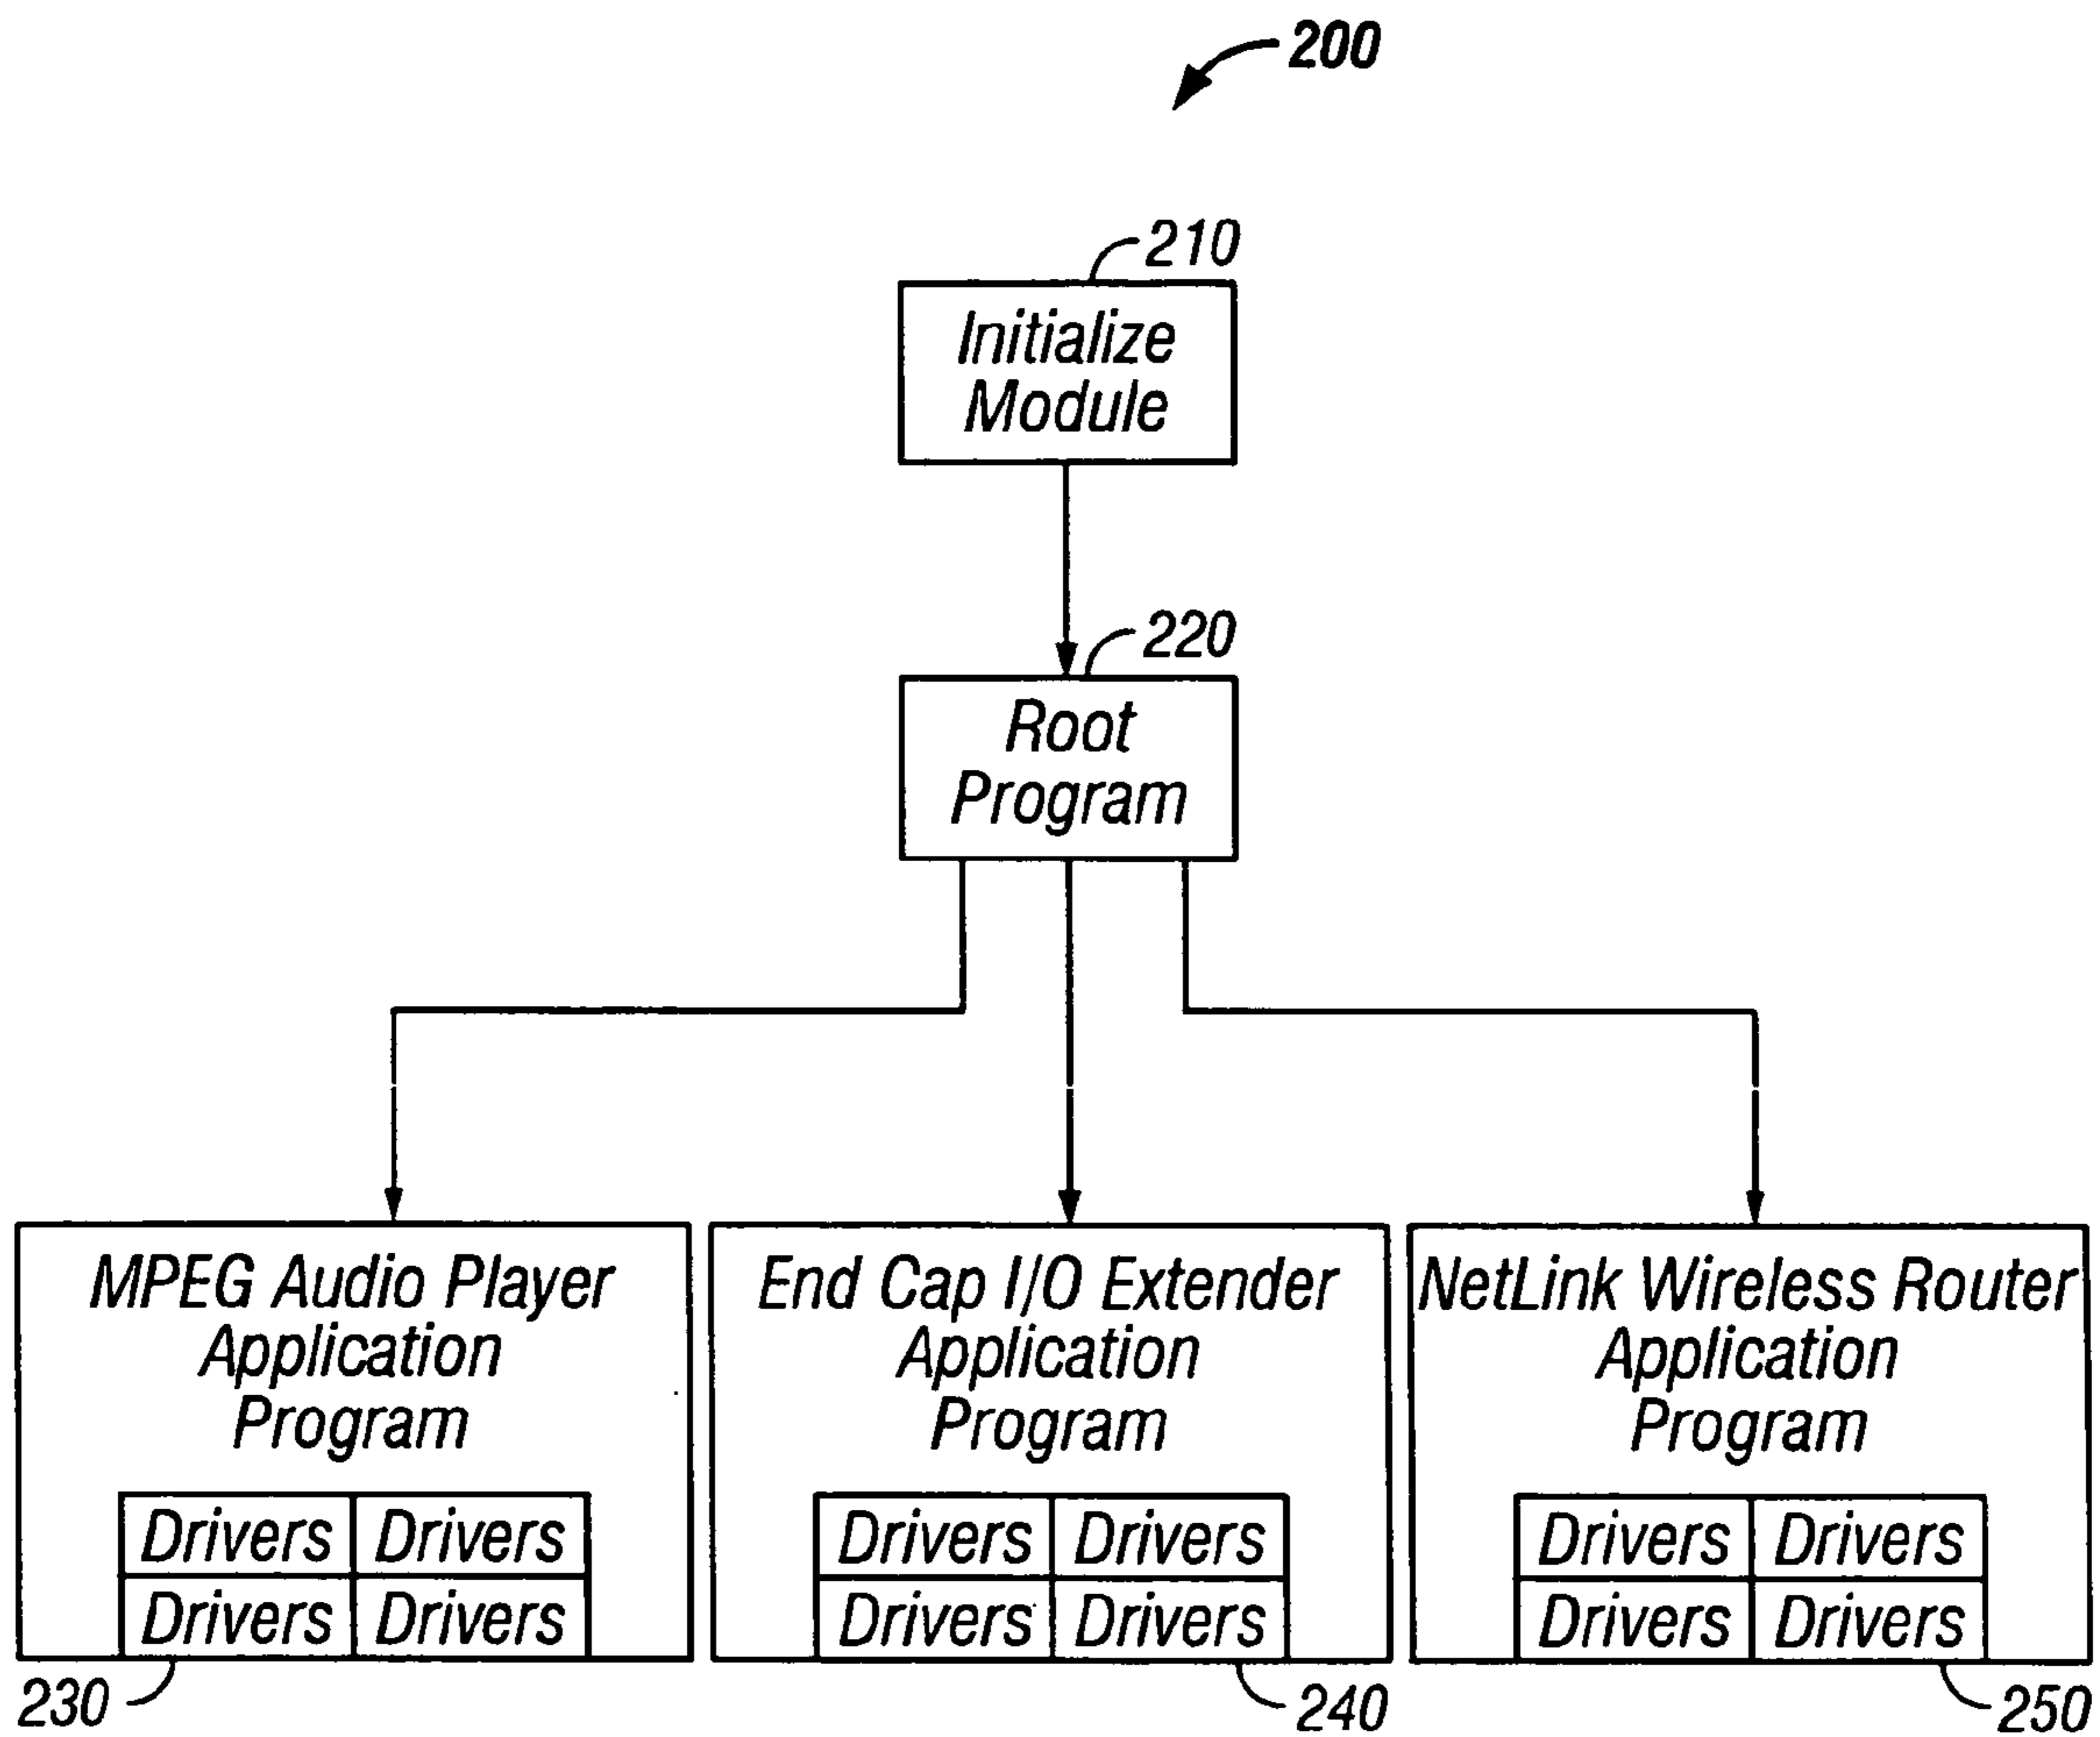 200
210
Initialize
Module
220
Root
Program
MPEG Audio Player
Application
Program
Drivers Drivers
Drivers Drivers
230
End Cap I/O Extender
Application
Program
Drivers Drivers
Drivers Drivers
240
NetLink Wireless Router
Application
Program
Drivers Drivers
Drivers Drivers
250